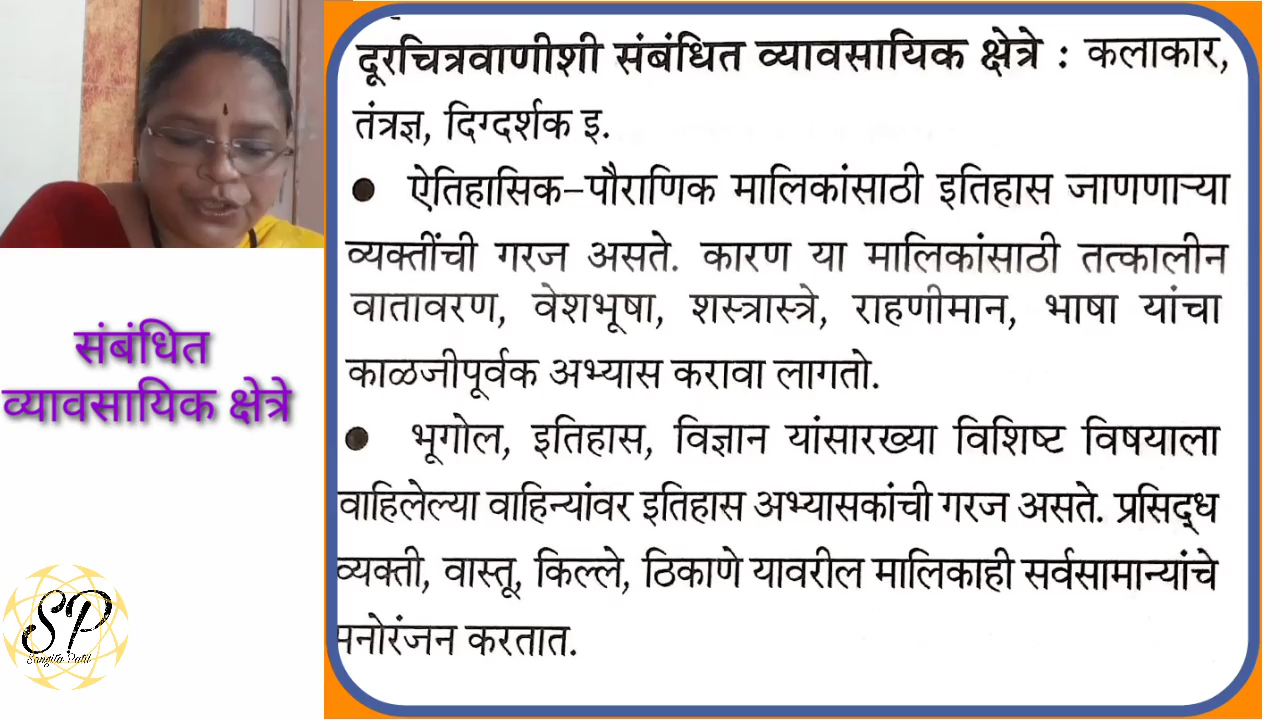 दूरचित्रवाणीशी संबंधित व्यावसायिक क्षेत्रे : कलाकार,
तंत्रज्ञ, दिग्दर्शक इ.
● ऐतिहासिक–पौराणिक मालिकांसाठी इतिहास जाणणाऱ्या
व्यक्तींची गरज असते. कारण या मालिकांसाठी तत्कालीन
वातावरण, वेशभूषा, शस्त्रास्त्रे, राहणीमान, भाषा यांचा
काळजीपूर्वक अभ्यास करावा लागतो.
● भूगोल, इतिहास, विज्ञान यांसारख्या विशिष्ट विषयाला
वाहिलेल्या वाहिन्यांवर इतिहास अभ्यासकांची गरज असते. प्रसिद्ध
व्यक्ती, वास्तू, किल्ले, ठिकाणे यावरील मालिकाही सर्वसामान्यांचे
मनोरंजन करतात.
संबंधित
व्यावसायिक क्षेत्रे
SP
Sangita Patil